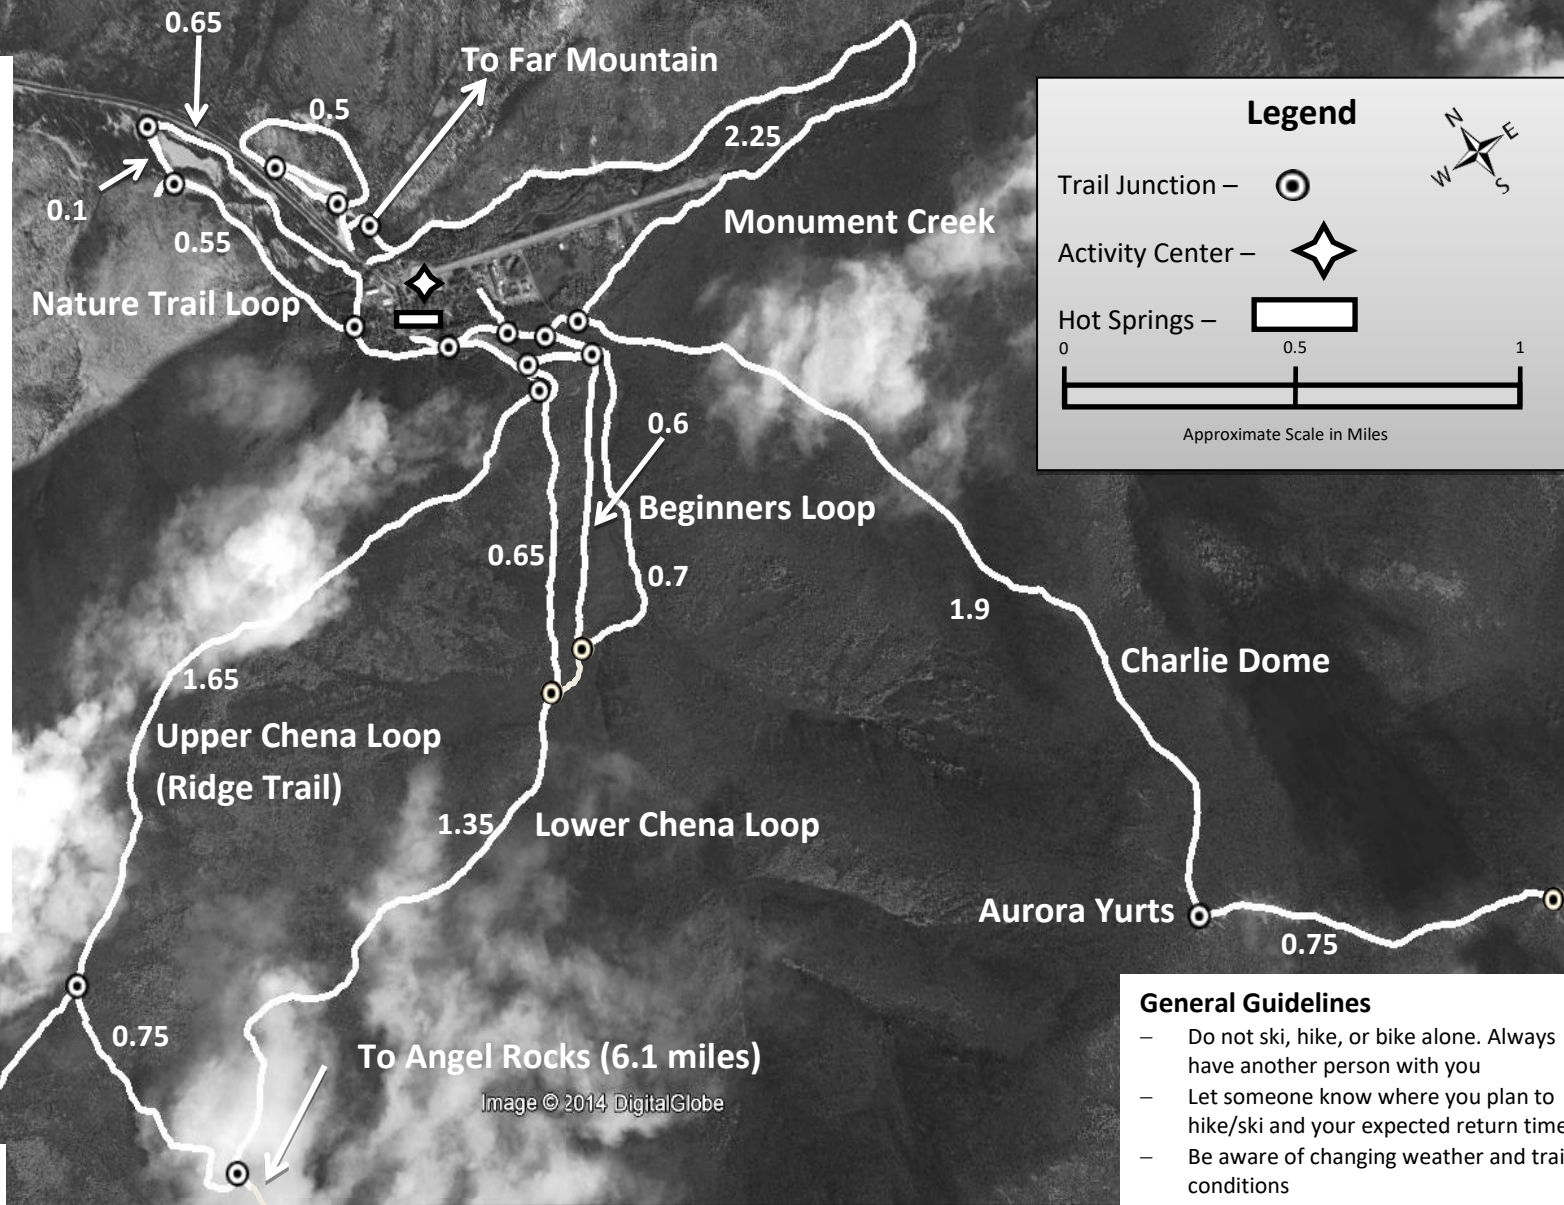 0.65
To Far Mountain
0.5
2.25
0.1
0.55
Monument Creek
Nature Trail Loop
Legend
N
E
W
S
Trail Junction –
Activity Center –
Hot Springs –
0 0.5 1
Approximate Scale in Miles
0.6
Beginners Loop
0.65
0.7
1.9
Charlie Dome
1.65
Upper Chena Loop
(Ridge Trail)
1.35
Lower Chena Loop
Aurora Yurts
0.75
0.75
To Angel Rocks (6.1 miles)
Image © 2014 DigitalGlobe
General Guidelines
– Do not ski, hike, or bike alone. Always
have another person with you
– Let someone know where you plan to
hike/ski and your expected return time
– Be aware of changing weather and trai
conditions